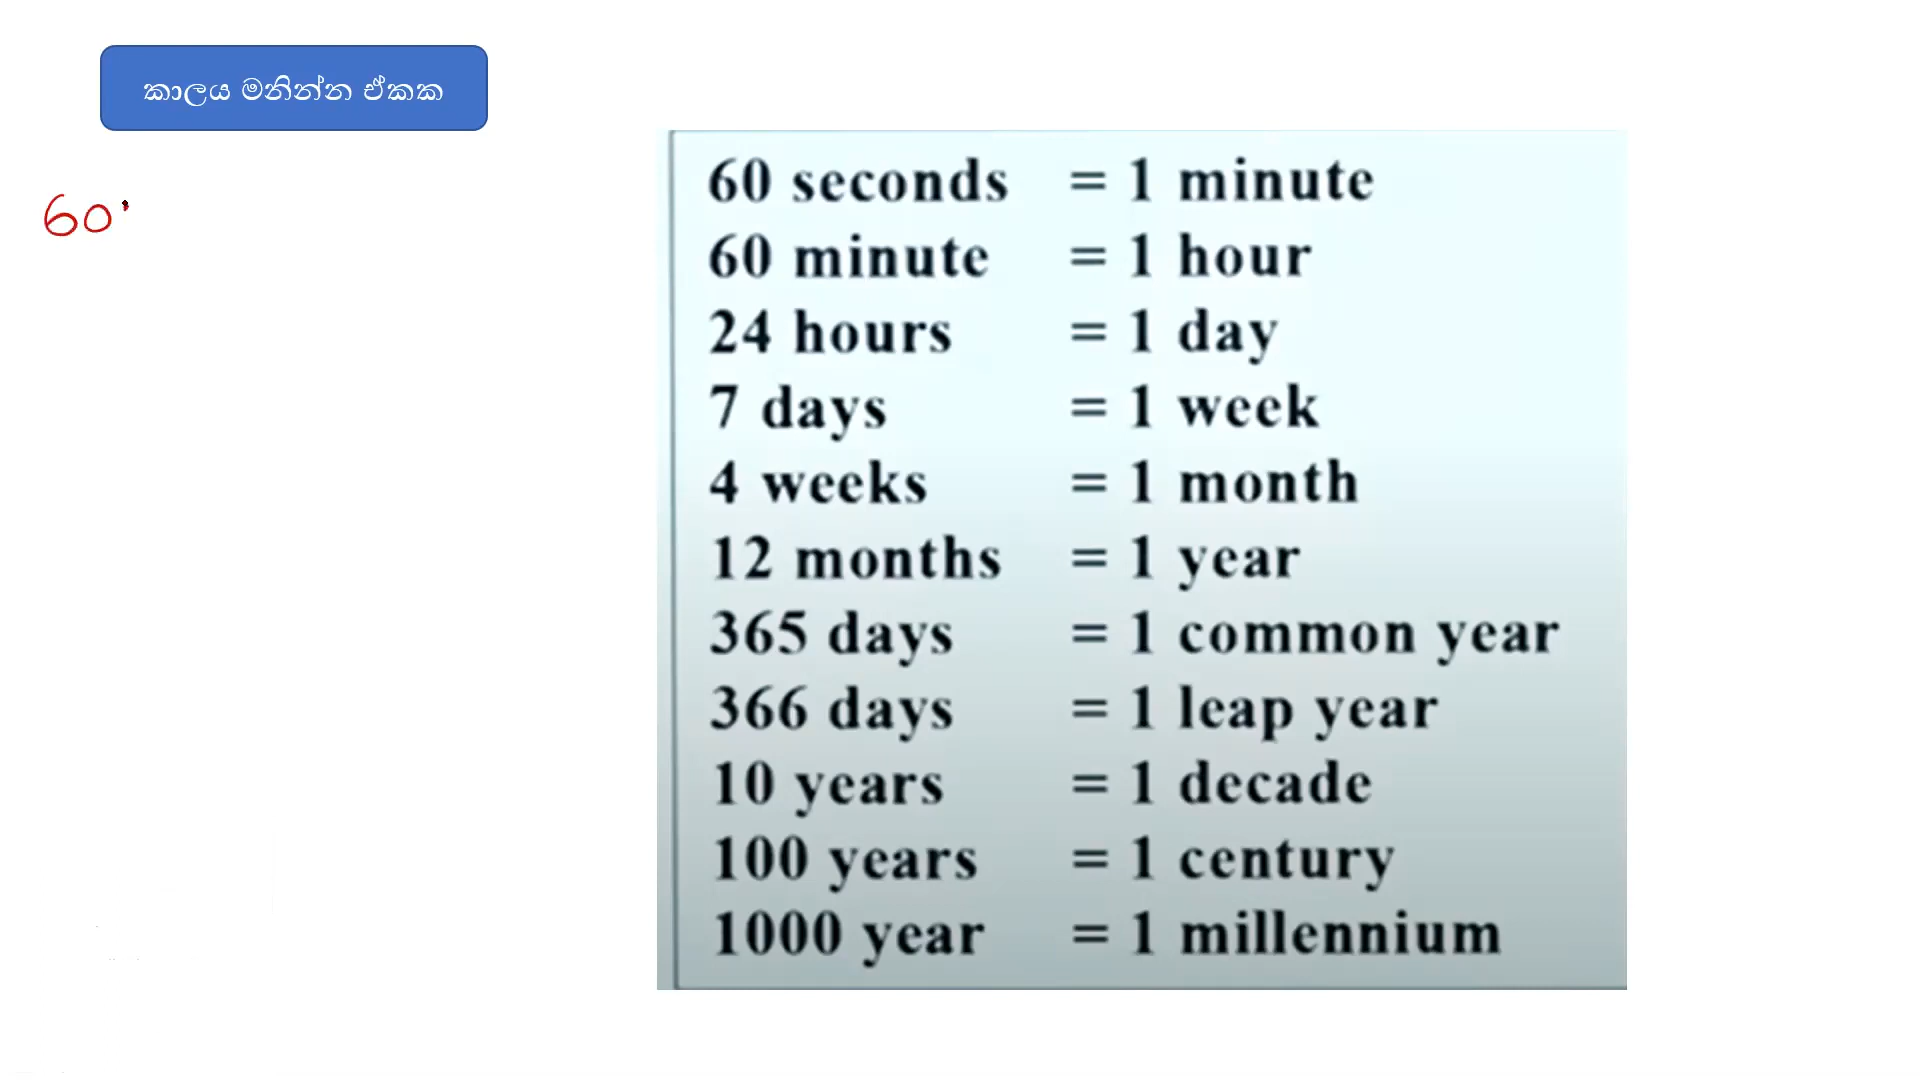 කාලය මනින්න ඒකක
60
60 seconds = 1 minute
60 minute = 1 hour
24 hours = 1 day
7 days = 1 week
4 weeks = 1 month
12 months = 1 year
365 days = 1 common year
366 days = 1 leap year
10 years = 1 decade
100 years = 1 century
1000 year = 1 millennium